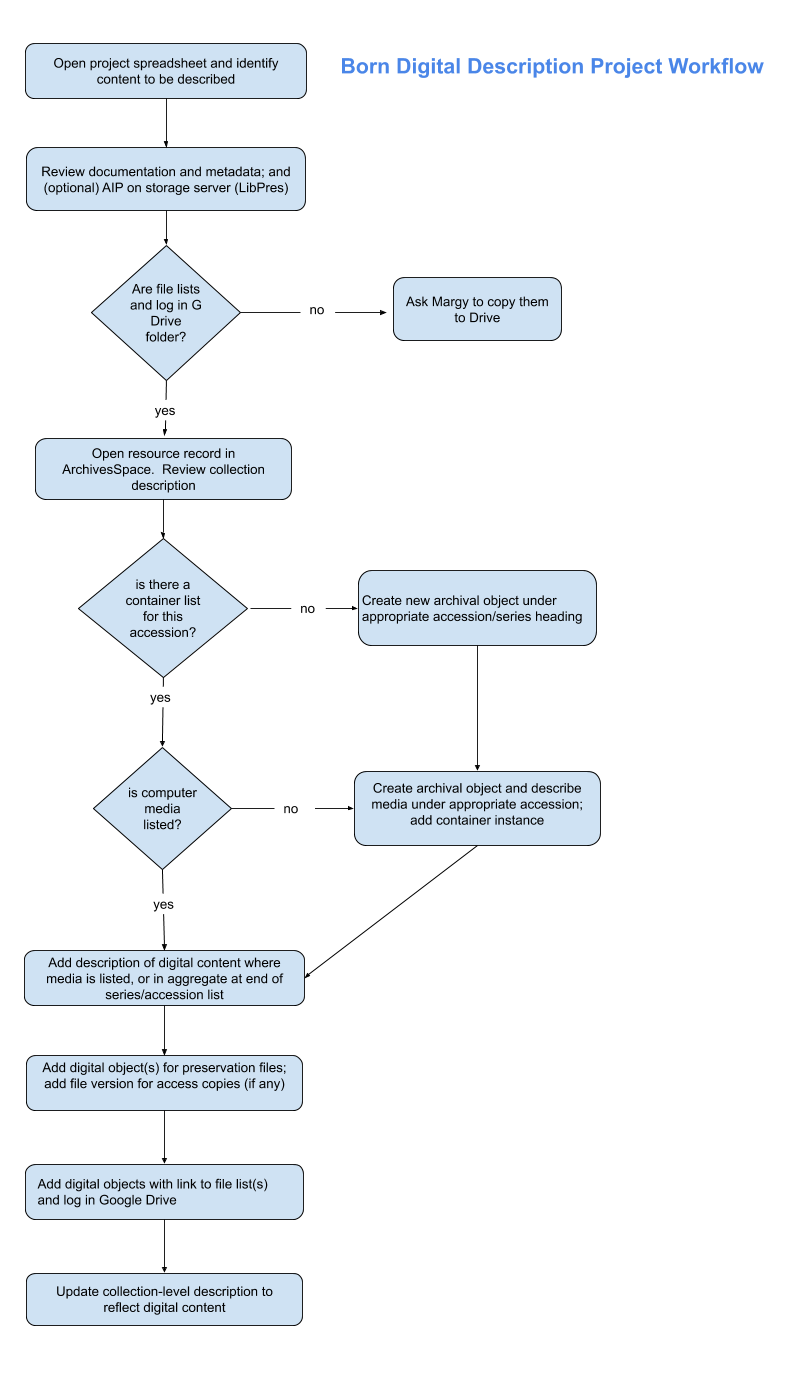 Born Digital Description Project Workflow
Open project spreadsheet and identify
content to be described
Review documentation and metadata; and
(optional) AIP on storage server (LibPres)
Are file lists
and log in G
Drive
folder?
no
Ask Margy to copy them
to Drive
yes
Open resource record in
ArchivesSpace.  Review collection
description
is there a
container list
for this
accession?
no
Create new archival object under
appropriate accession/series heading
yes
is computer
media
listed?
no
Create archival object and describe
media under appropriate accession;
add container instance
yes
Add description of digital content where
media is listed, or in aggregate at end of
series/accession list
Add digital object(s) for preservation files;
add file version for access copies (if any)
Add digital objects with link to file list(s)
and log in Google Drive
Update collection-level description to
reflect digital content